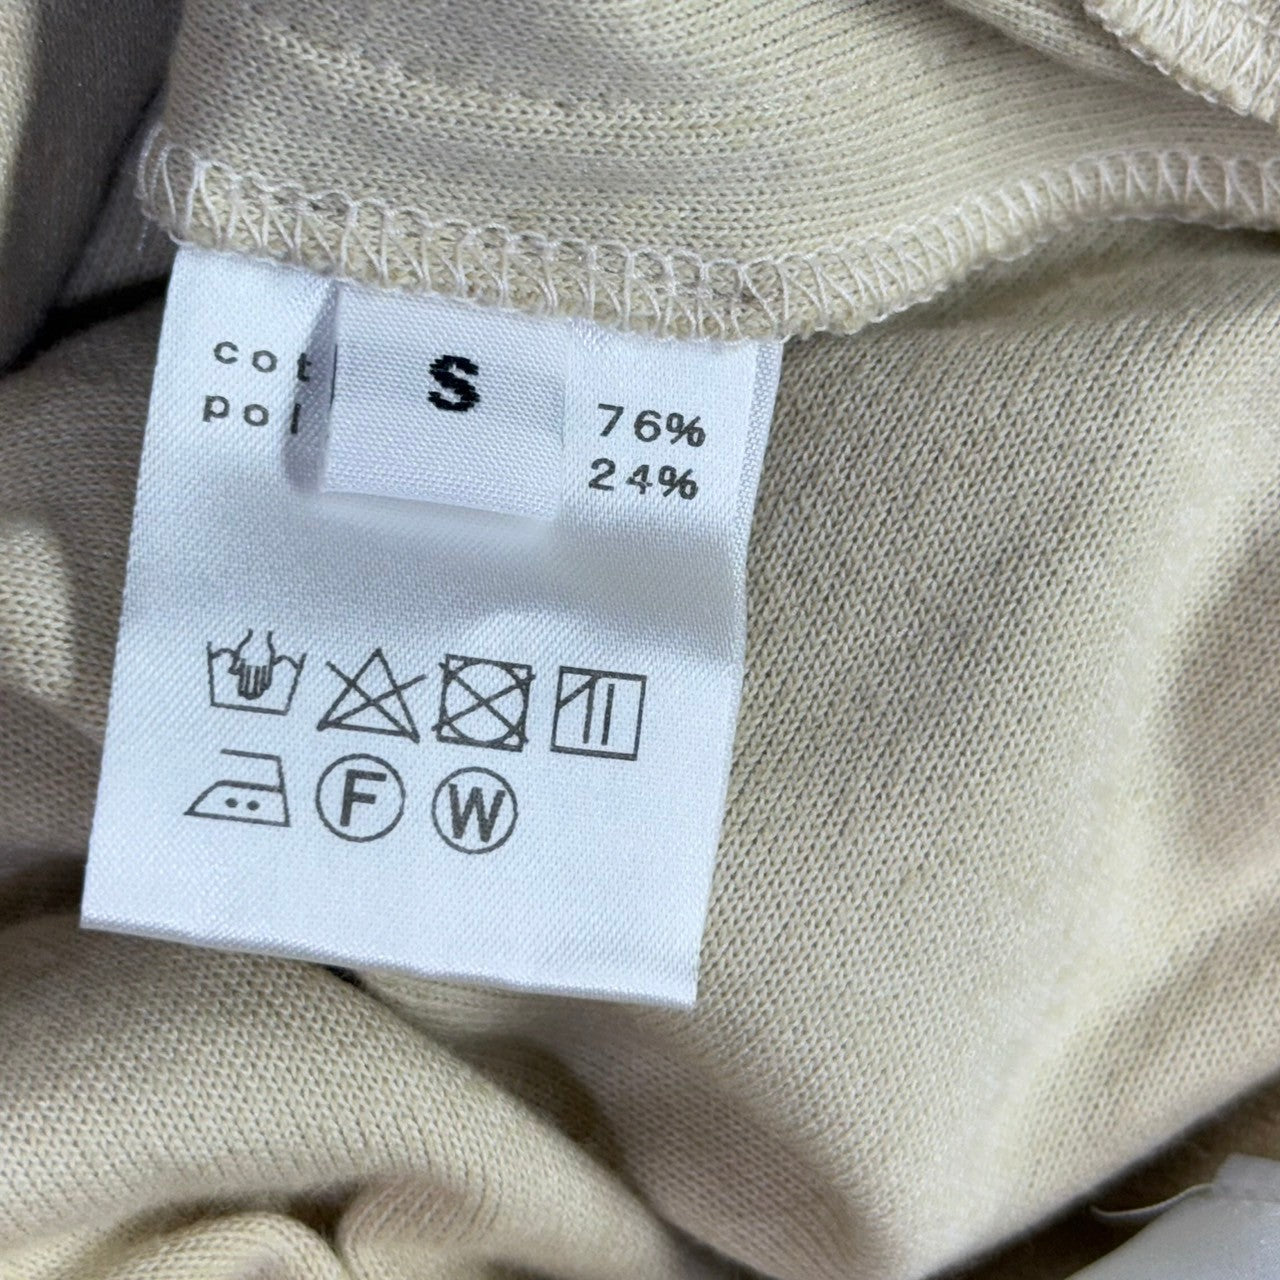 S
cot 76%
pol 24%
F W